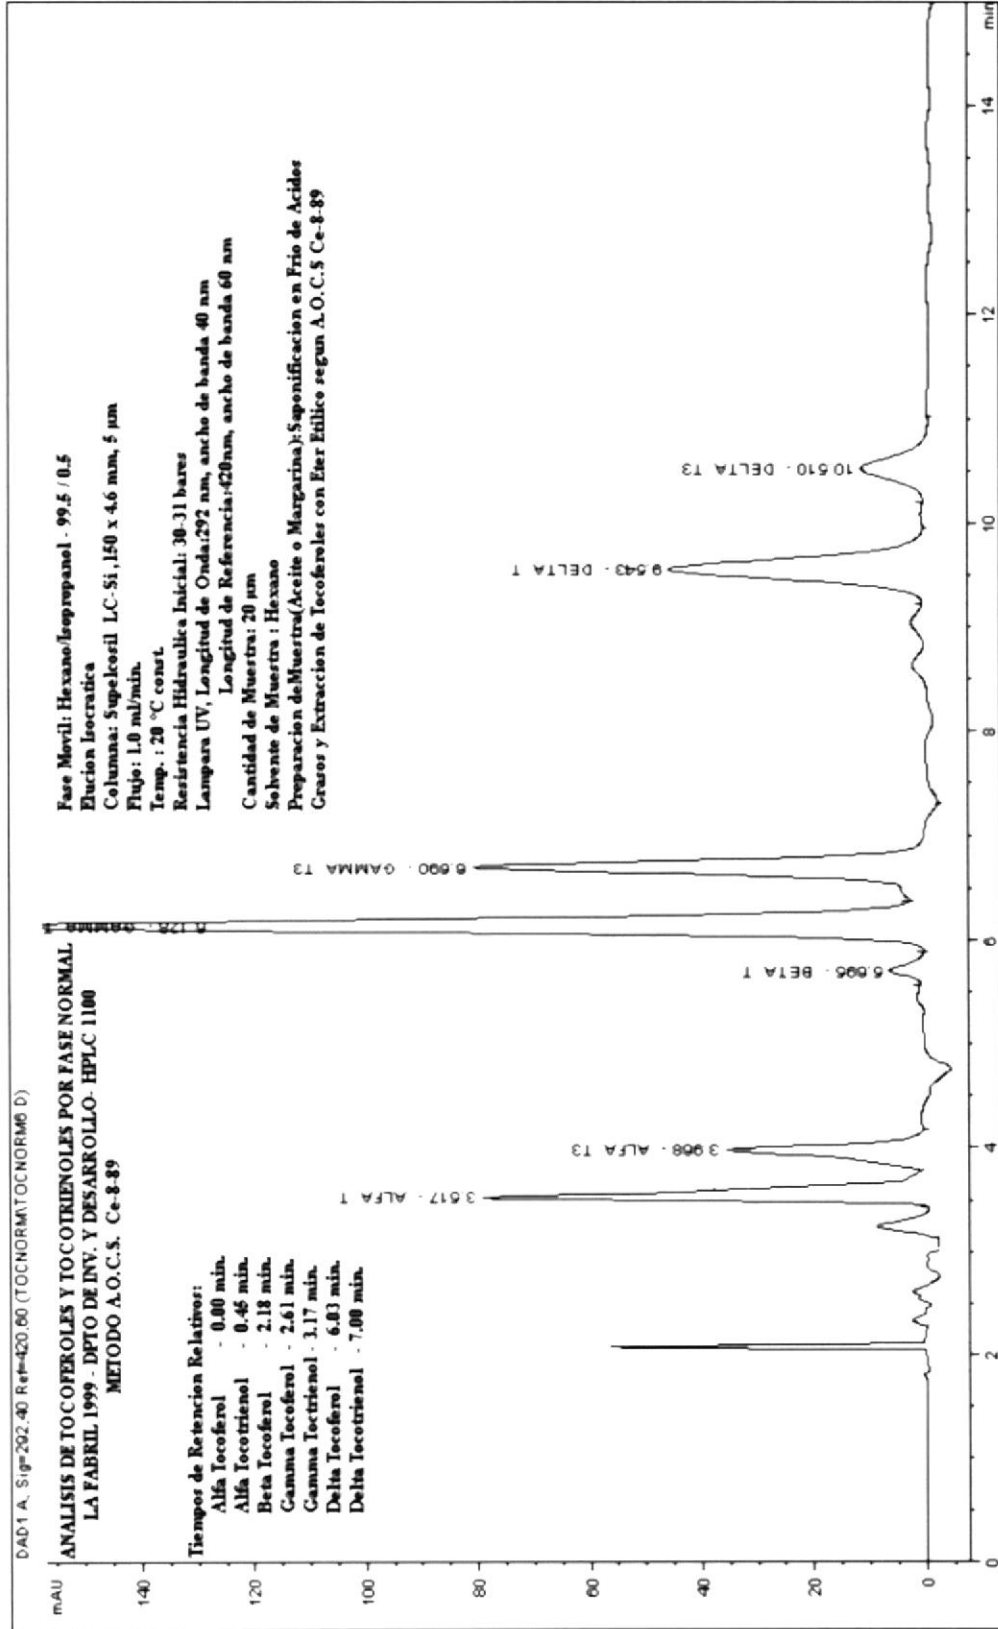 DAD1 A, Sig=292,40 Ref=420,60 (TOCNORM\TOCNORM6 D)
mAU
ANALISIS DE TOCOFEROLES Y TOCOTRIENOLES POR FASE NORMAL
LA FABRIL 1999 - DPTO DE INV. Y DESARROLLO- HPLC 1100
METODO A.O.C.S. Ce-8-89
Tiempos de Retencion Relativos:
Alfa Tocoferol - 0.00 min.
Alfa Tocotrienol - 0.45 min.
Beta Tocoferol - 2.18 min.
Gamma Tocoferol - 2.61 min.
Gamma Toctrienol - 3.17 min.
Delta Tocoferol - 6.03 min.
Delta Tocotrienol - 7.00 min.
Fase Movil: Hexano/Isopropanol - 99.5 / 0.5
Elucion Isocratica
Columna: Supelcosil LC-Si ,150 x 4.6 mm, 5 µm
Flujo: 1.0 ml/min.
Temp. : 20 °C const.
Resistencia Hidraulica Inicial: 30-31 bares
Lampara UV, Longitud de Onda:292 nm, ancho de banda 40 nm
Longitud de Referencia:420nm, ancho de banda 60 nm
Cantidad de Muestra: 20 µm
Solvente de Muestra : Hexano
Preparacion deMuestra(Aceite o Margarina):Saponificacion en Frio de Acidos
Grasos y Extraccion de Tocoferoles con Eter Etilico segun A.O.C.S Ce-8-89
3.517 - ALFA T
3.968 - ALFA T3
5.695 - BETA T
6.690 - GAMMA T3
9.543 - DELTA T
10.510 - DELTA T3
140
120
100
80
60
40
20
0
0
2
4
6
8
10
12
14
min